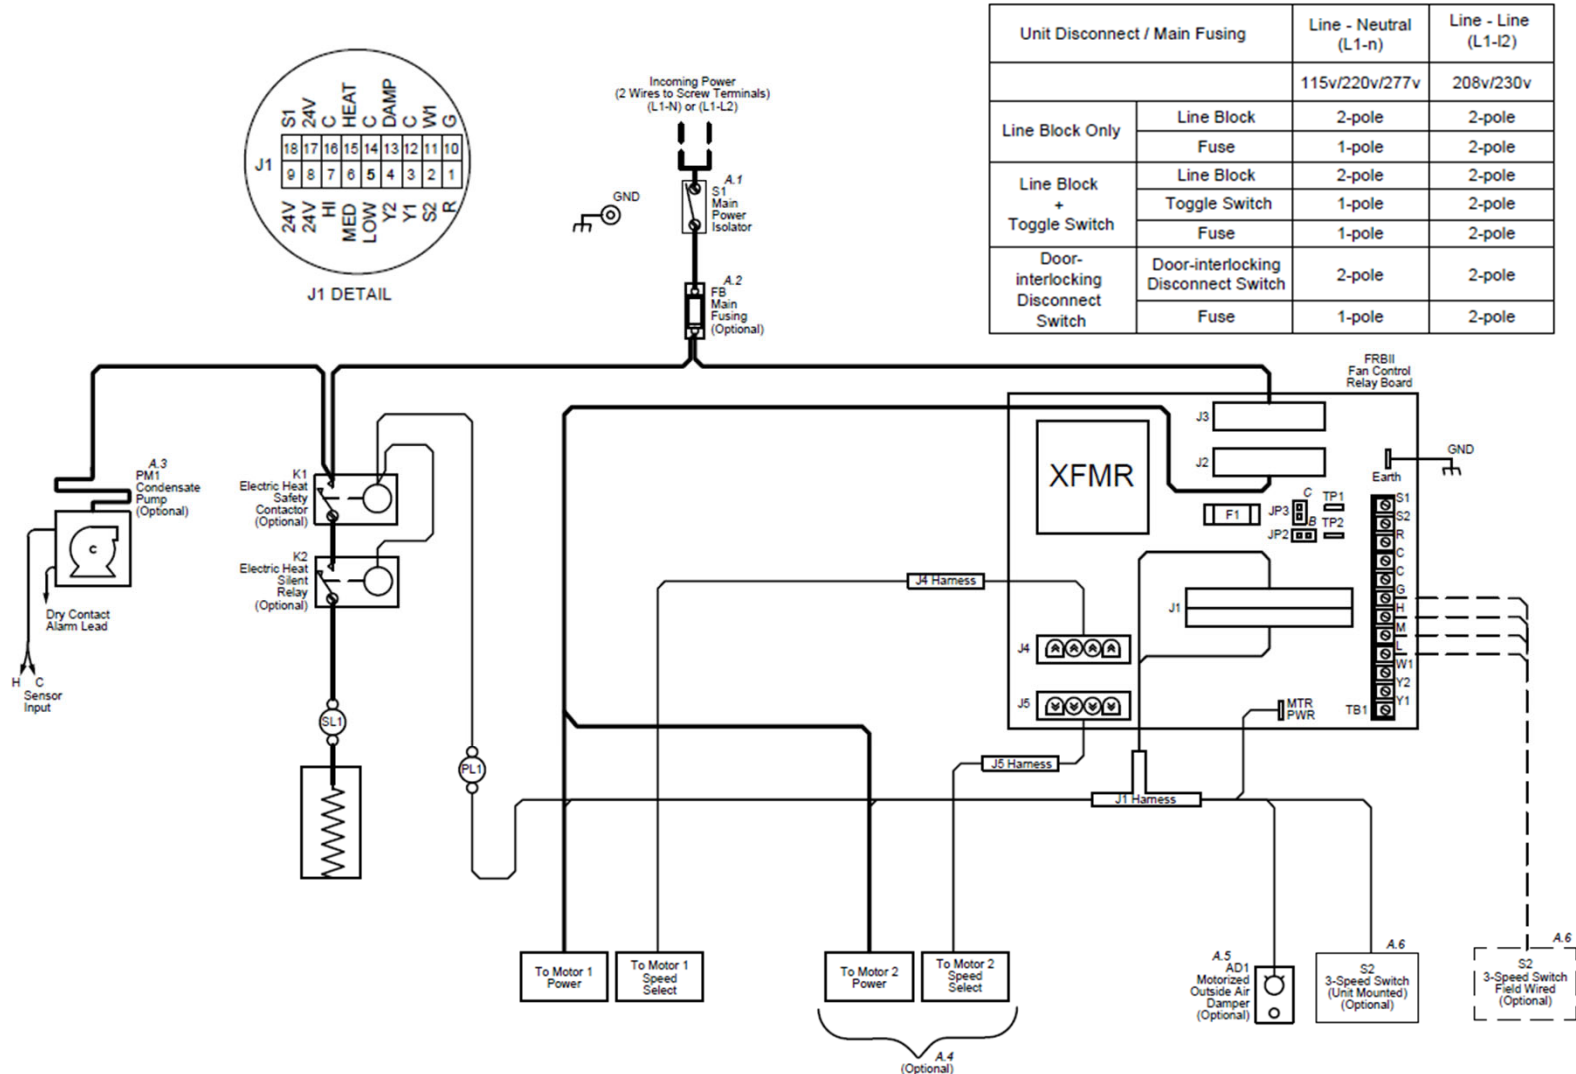 Unit Disconnect / Main Fusing
Line - Neutral
(L1-n)
Line - Line
(L1-l2)
115v/220v/277v
208v/230v
Line Block Only
Line Block
2-pole
2-pole
Fuse
1-pole
2-pole
Line Block
+
Toggle Switch
Line Block
2-pole
2-pole
Toggle Switch
1-pole
2-pole
Fuse
1-pole
2-pole
Door-
interlocking
Disconnect
Switch
Door-interlocking
Disconnect Switch
2-pole
2-pole
Fuse
1-pole
2-pole
S1 24V C HEAT C DAMP C W1 G
J1
18 17 16 15 14 13 12 11 10
9 8 7 6 5 4 3 2 1
24V 24V HI MED LOW Y2 Y1 S2 R
J1 DETAIL
Incoming Power
(2 Wires to Screw Terminals)
(L1-N) or (L1-L2)
GND
A.1
S1
Main
Power
Isolator
A.2
FB
Main
Fusing
(Optional)
FRBII
Fan Control
Relay Board
J3
J2
XFMR
GND
Earth
F1
C
JP3
TP1
B
JP2
TP2
S1
S2
R
C
C
G
H
M
L
W1
Y2
Y1
TB1
J1
J4
J5
MTR
PWR
A.3
PM1
Condensate
Pump
(Optional)
C
Dry Contact
Alarm Lead
H C
Sensor
Input
K1
Electric Heat
Safety
Contactor
(Optional)
K2
Electric Heat
Silent
Relay
(Optional)
SL1
PL1
J4 Harness
J5 Harness
J1 Harness
To Motor 1
Power
To Motor 1
Speed
Select
To Motor 2
Power
To Motor 2
Speed
Select
A.4
(Optional)
A.5
AD1
Motorized
Outside Air
Damper
(Optional)
A.6
S2
3-Speed Switch
(Unit Mounted)
(Optional)
A.6
S2
3-Speed Switch
Field Wired
(Optional)